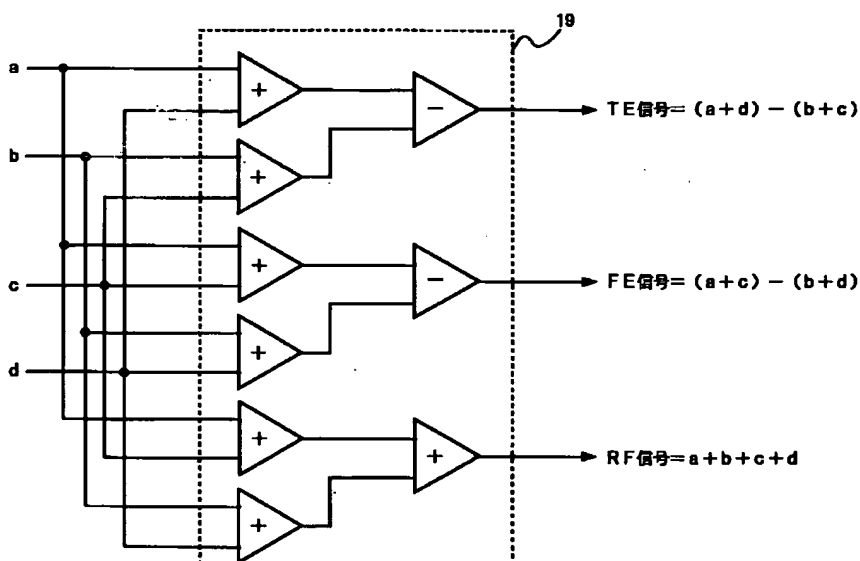 19
a
b
c
d
+
+
+
+
+
+
−
−
+
TE信号=(a+d)−(b+c)
FE信号=(a+c)−(b+d)
RF信号=a+b+c+d